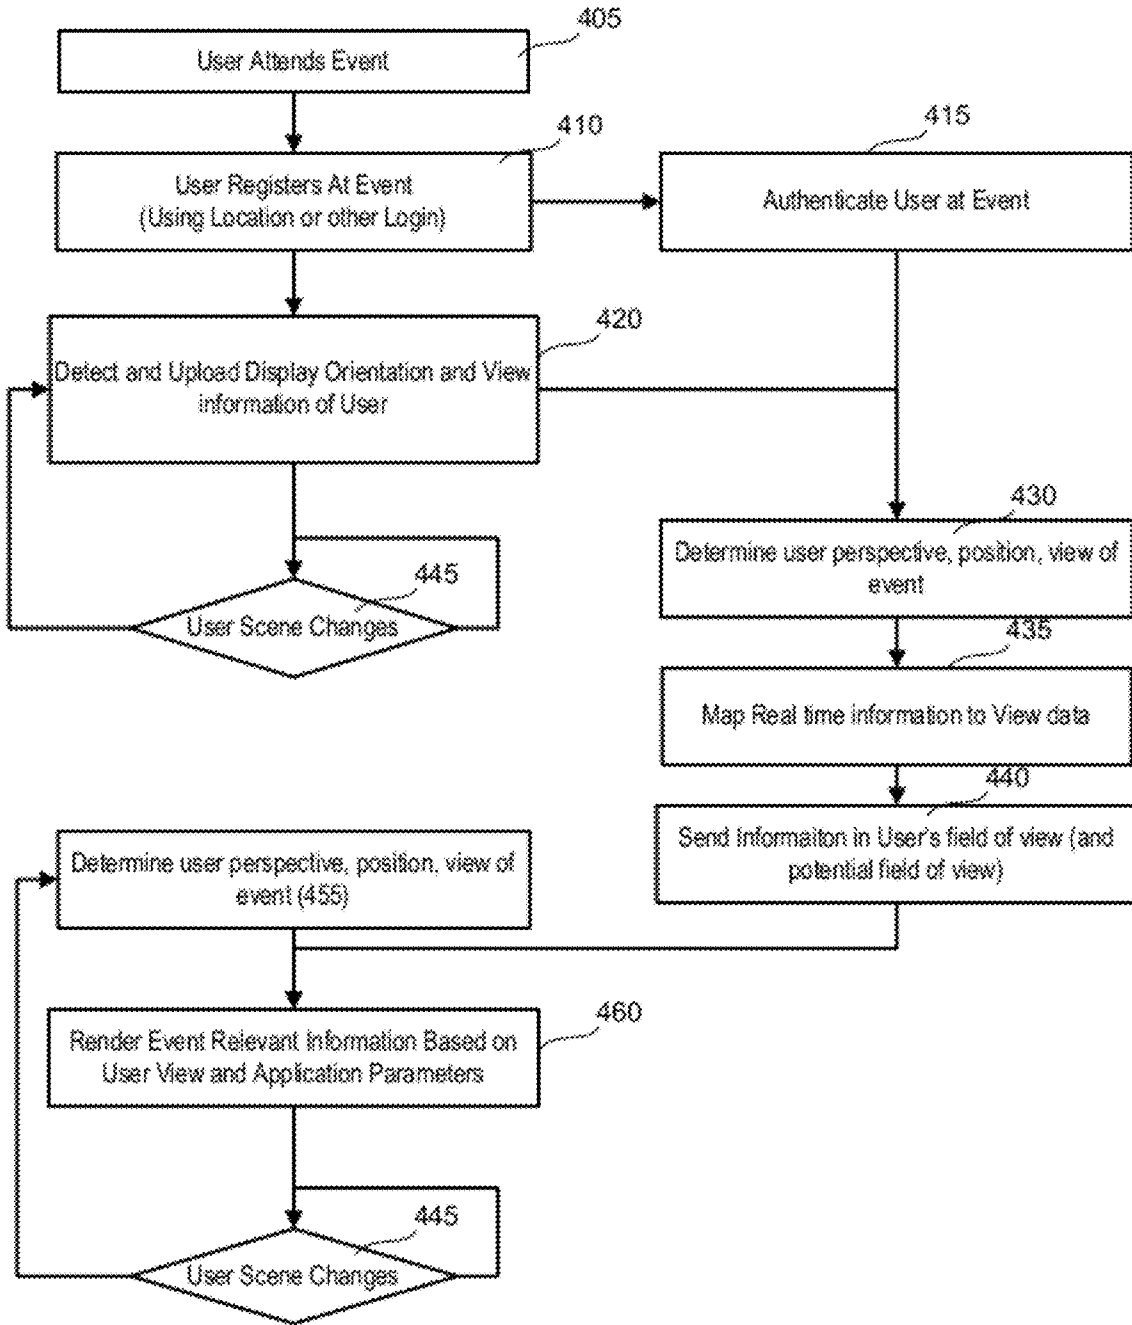 405
User Attends Event
410
User Registers At Event
(Using Location or other Login)
415
Authenticate User at Event
420
Detect and Upload Display Orientation and View
information of User
445
User Scene Changes
430
Determine user perspective, position, view of
event
435
Map Real time information to View data
440
Send Informaiton in User's field of view (and
potential field of view)
Determine user perspective, position, view of
event (455)
460
Render Event Relevant Information Based on
User View and Application Parameters
445
User Scene Changes